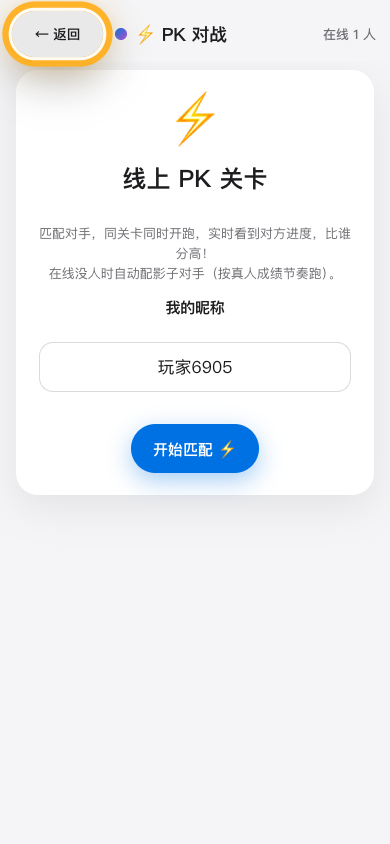 ← 返回
⚡ PK 对战
在线 1 人
线上 PK 关卡
匹配对手，同关卡同时开跑，实时看到对方进度，比谁
分高！
在线没人时自动配影子对手（按真人成绩节奏跑）。
我的昵称
玩家6905
开始匹配 ⚡